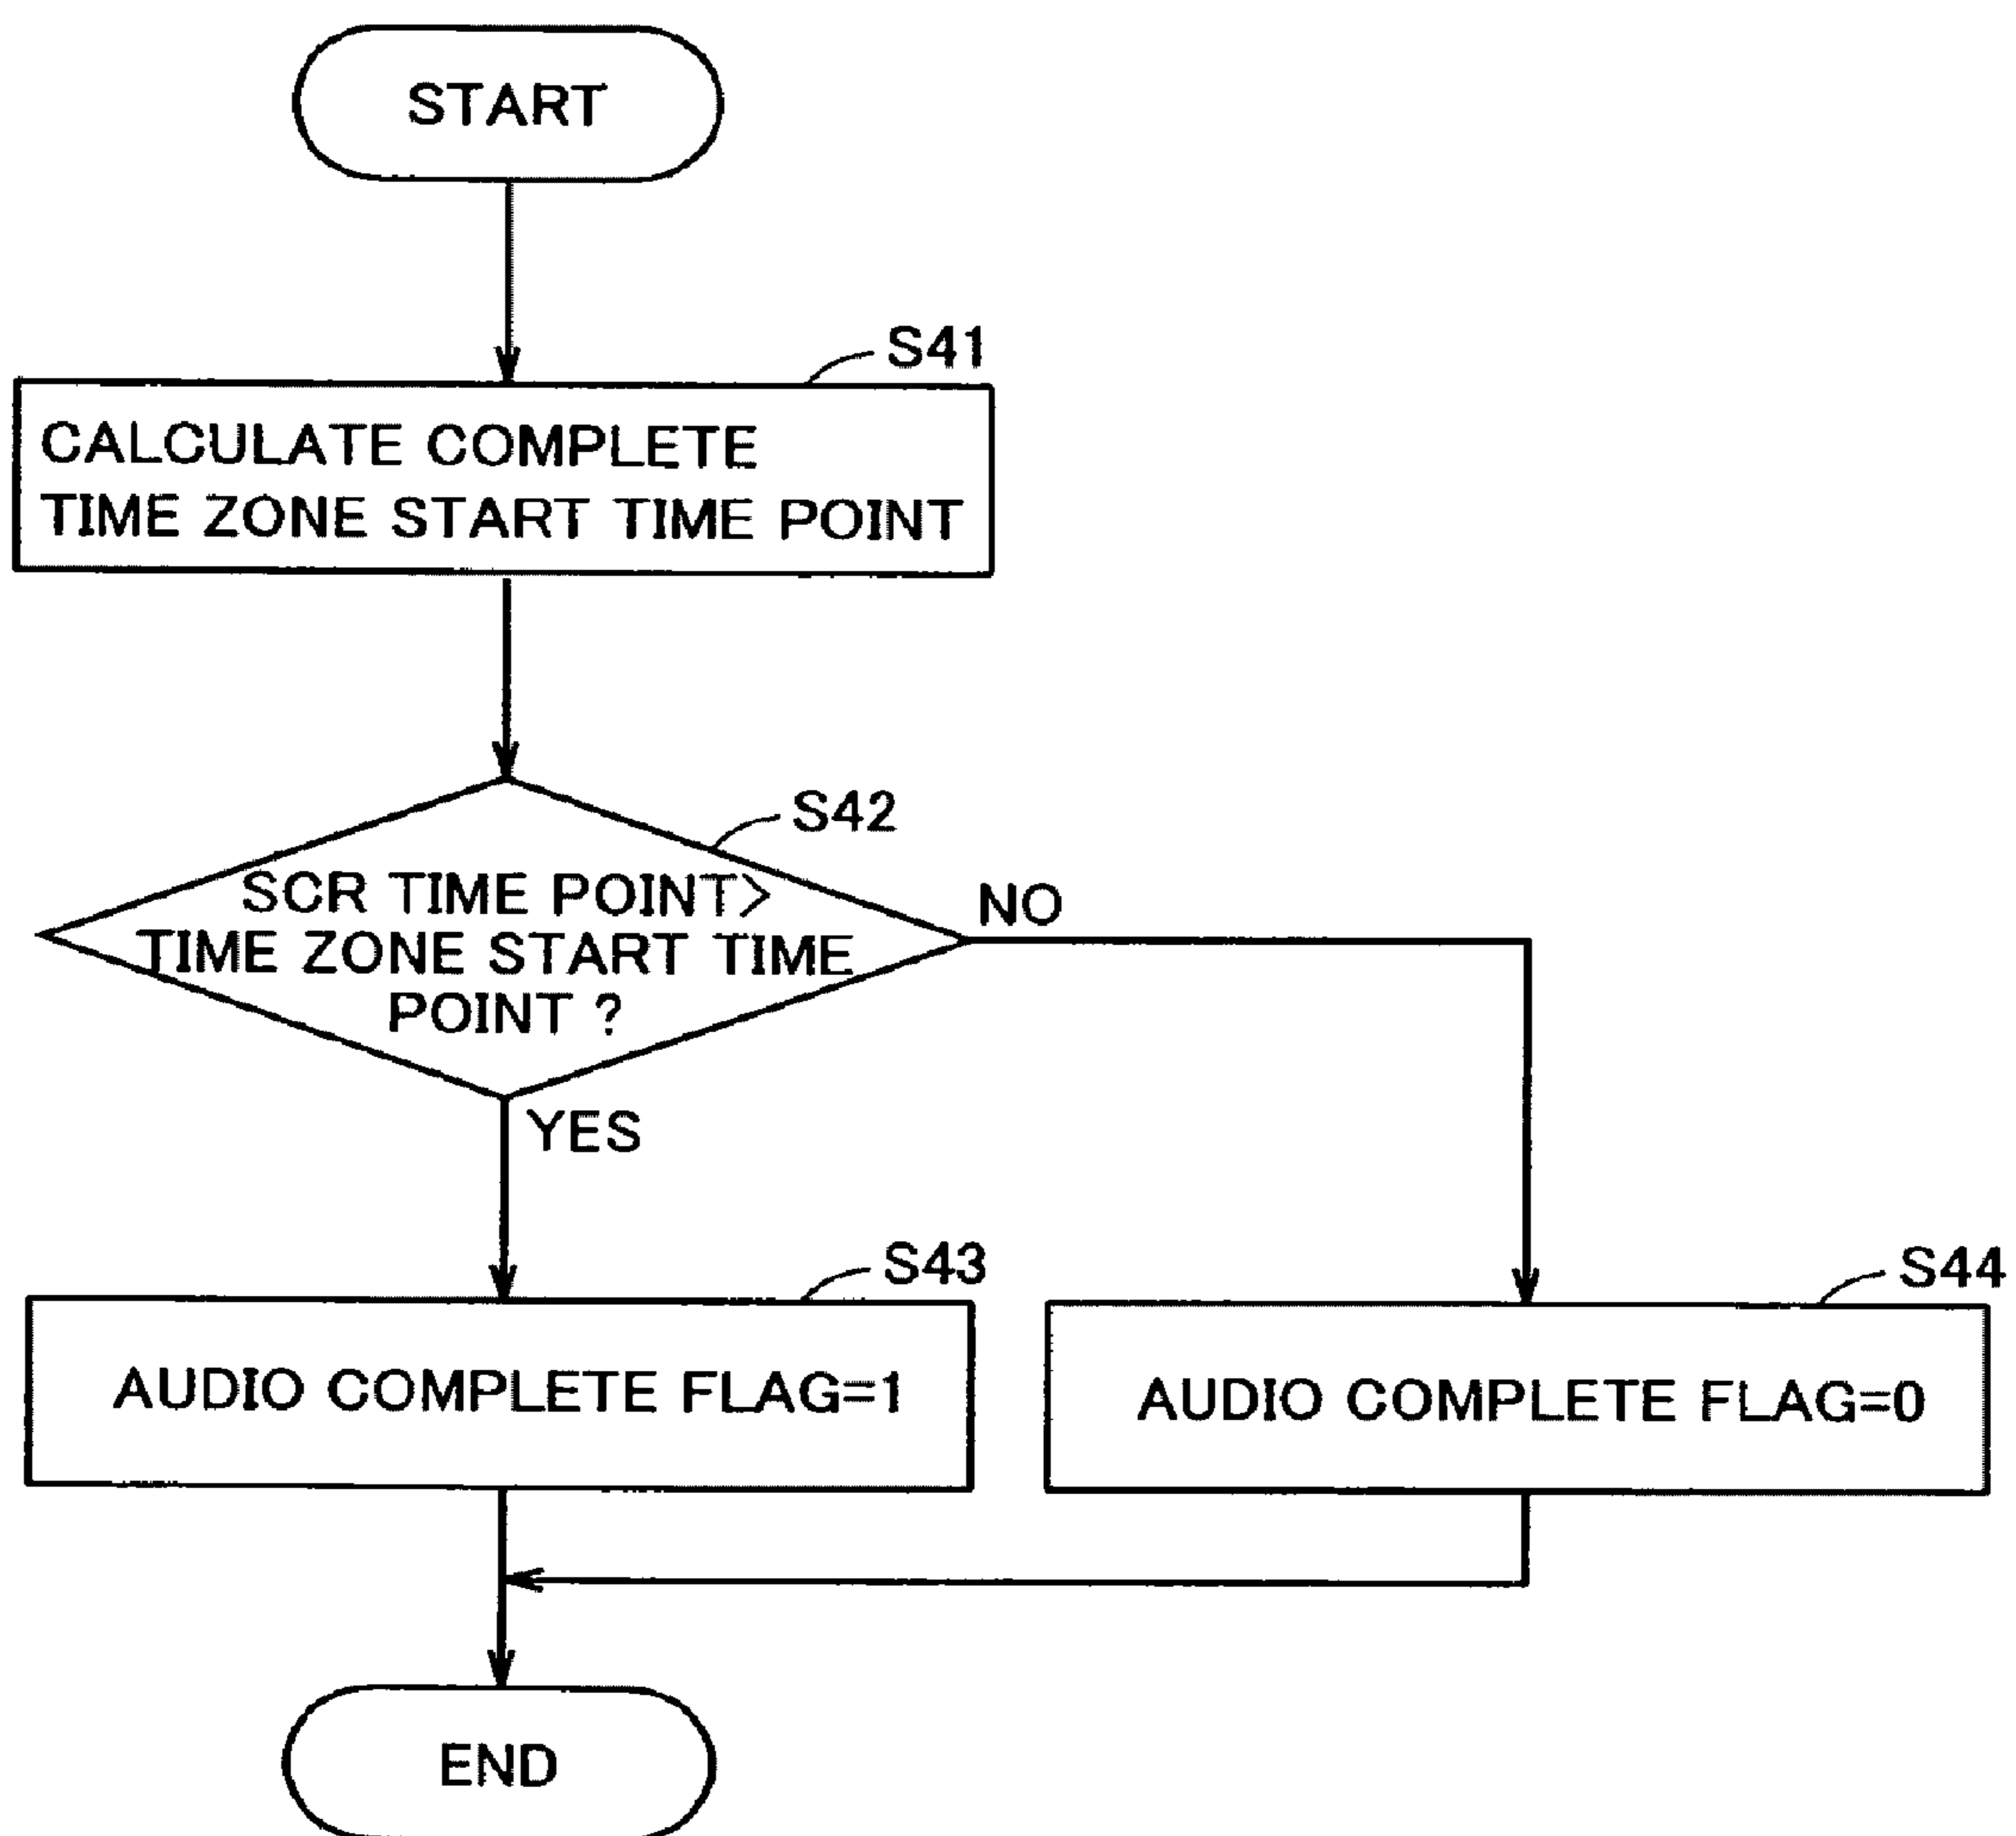 START
S41
CALCULATE COMPLETE
TIME ZONE START TIME POINT
S42
SCR TIME POINT>
TIME ZONE START TIME
POINT ?
NO
YES
S43
AUDIO COMPLETE FLAG=1
S44
AUDIO COMPLETE FLAG=0
END